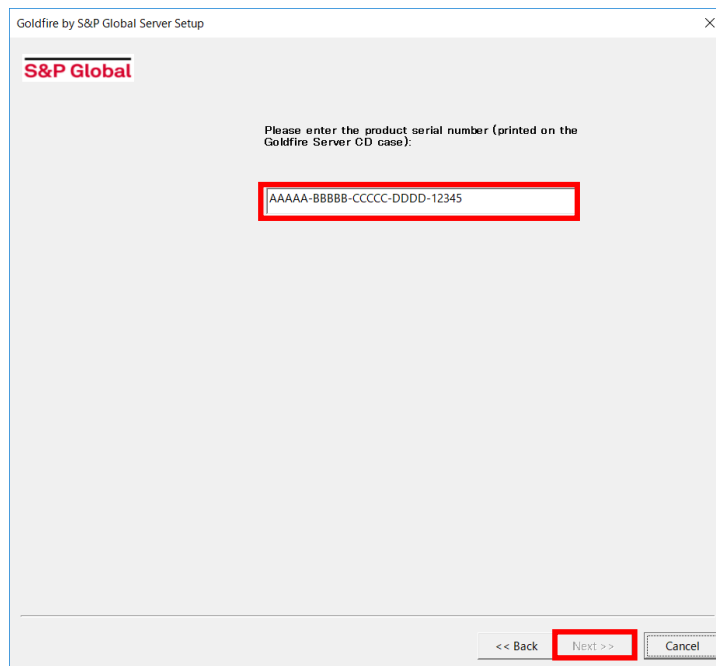 Goldfire by S&P Global Server Setup
S&P Global
Please enter the product serial number (printed on the
Goldfire Server CD case):
AAAAA-BBBBB-CCCCC-DDDD-12345
<< Back Next >> Cancel